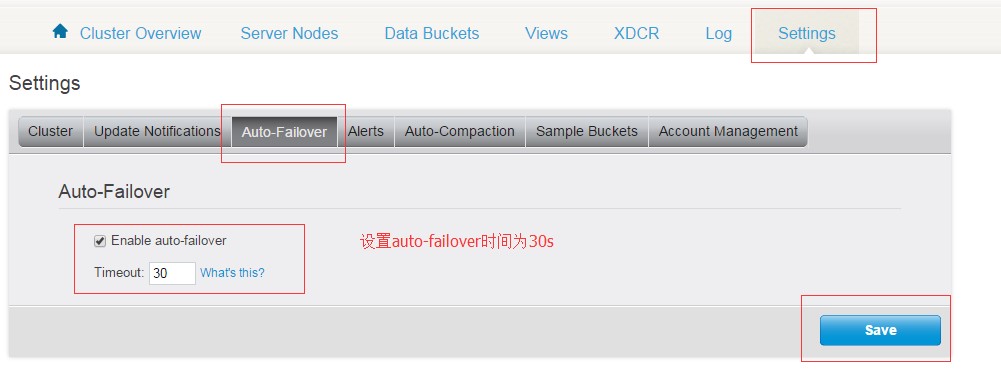 Cluster Overview Server Nodes Data Buckets Views XDCR Log Settings
Settings
Cluster Update Notifications Auto-Failover Alerts Auto-Compaction Sample Buckets Account Management
Auto-Failover
Enable auto-failover 设置auto-failover时间为30s
Timeout: 30 What's this?
Save